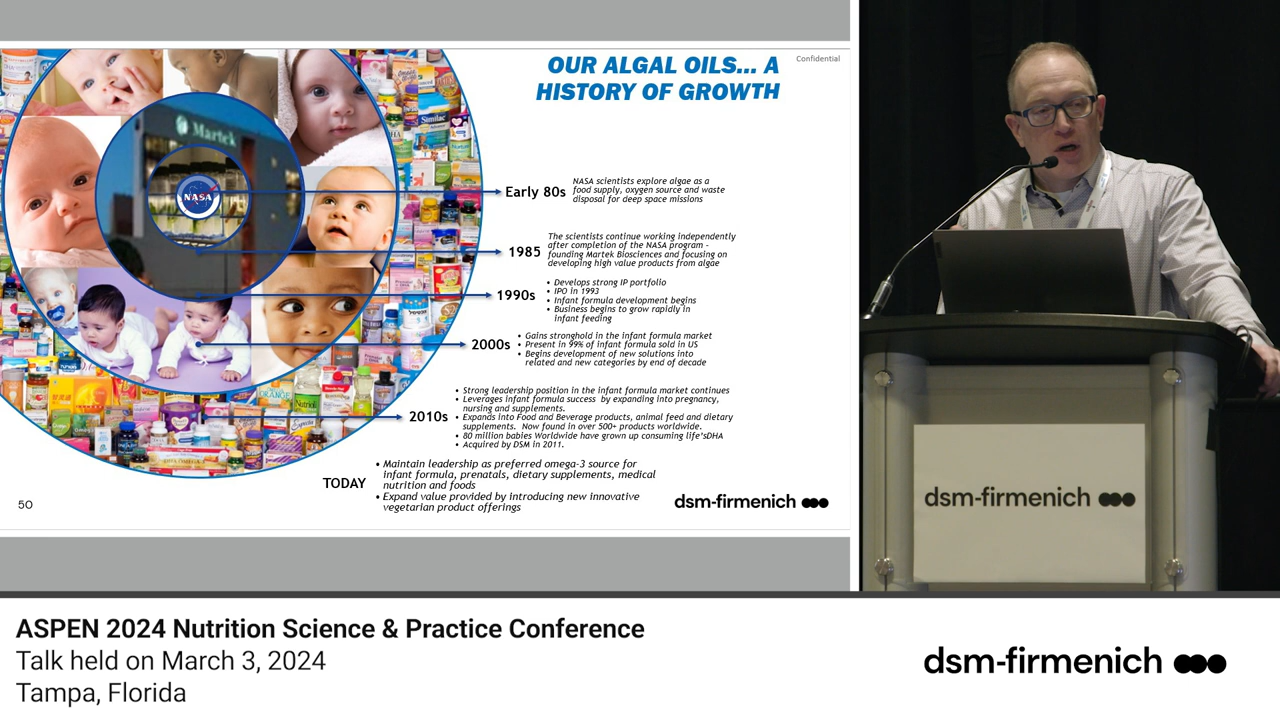 OUR ALGAL OILS... A
HISTORY OF GROWTH
Confidential
Martek
NASA
Similac
Early 80s
NASA scientists explore algae as a
food supply, oxygen source and waste
disposal for deep space missions
1985
The scientists continue working independently
after completion of the NASA program –
founding Martek Biosciences and focusing on
developing high value products from algae
1990s
• Develops strong IP portfolio
• IPO in 1993
• Infant formula development begins
• Business begins to grow rapidly in
infant feeding
2000s
• Gains stronghold in the infant formula market
• Present in 99% of infant formula sold in US
• Begins development of new solutions into
related and new categories by end of decade
2010s
• Strong leadership position in the infant formula market continues
• Leverages infant formula success by expanding into pregnancy,
nursing and supplements.
• Expands into Food and Beverage products, animal feed and dietary
supplements. Now found in over 500+ products worldwide.
• 80 million babies Worldwide have grown up consuming life'sDHA
• Acquired by DSM in 2011.
TODAY
• Maintain leadership as preferred omega-3 source for
infant formula, prenatals, dietary supplements, medical
nutrition and foods
• Expand value provided by introducing new innovative
vegetarian product offerings
50
dsm-firmenich
dsm-firmenich
ASPEN 2024 Nutrition Science & Practice Conference
Talk held on March 3, 2024
Tampa, Florida
dsm-firmenich